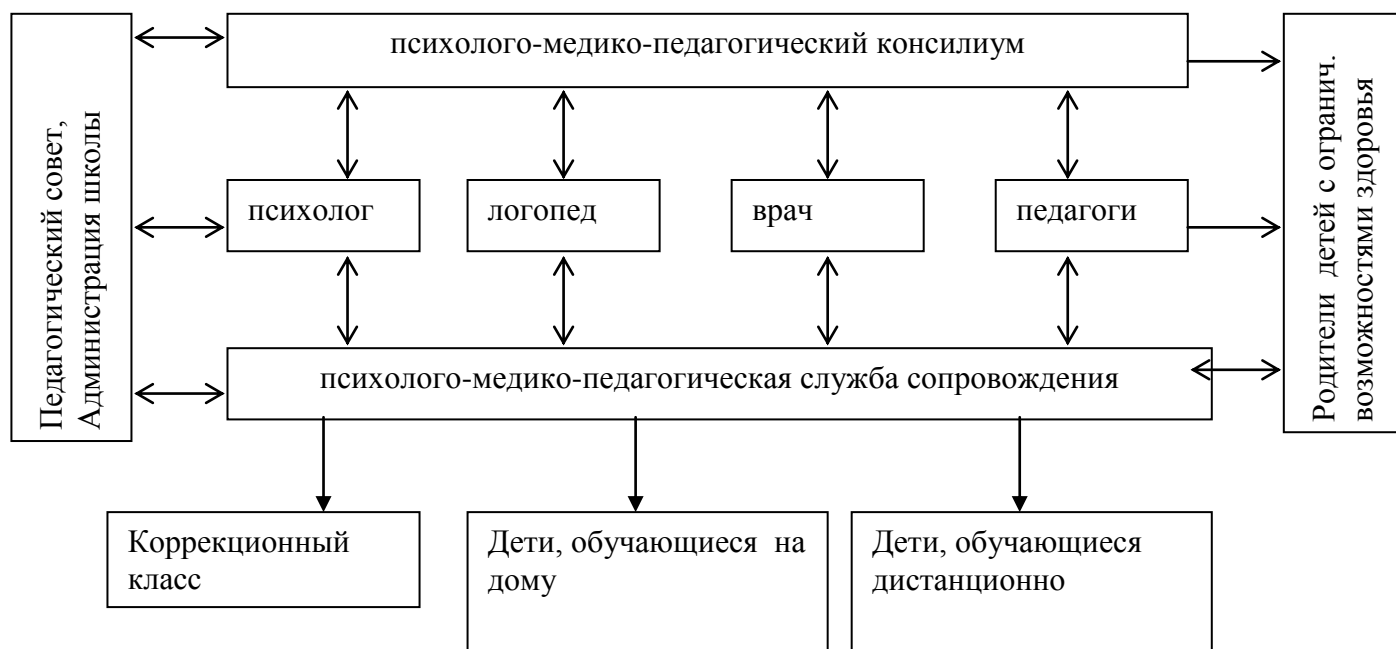 Педагогический совет,
Администрация школы
психолого-медико-педагогический консилиум
психолог
логопед
врач
педагоги
психолого-медико-педагогическая служба сопровождения
Родители детей с огранич.
возможностями здоровья
Коррекционный
класс
Дети, обучающиеся на
дому
Дети, обучающиеся
дистанционно